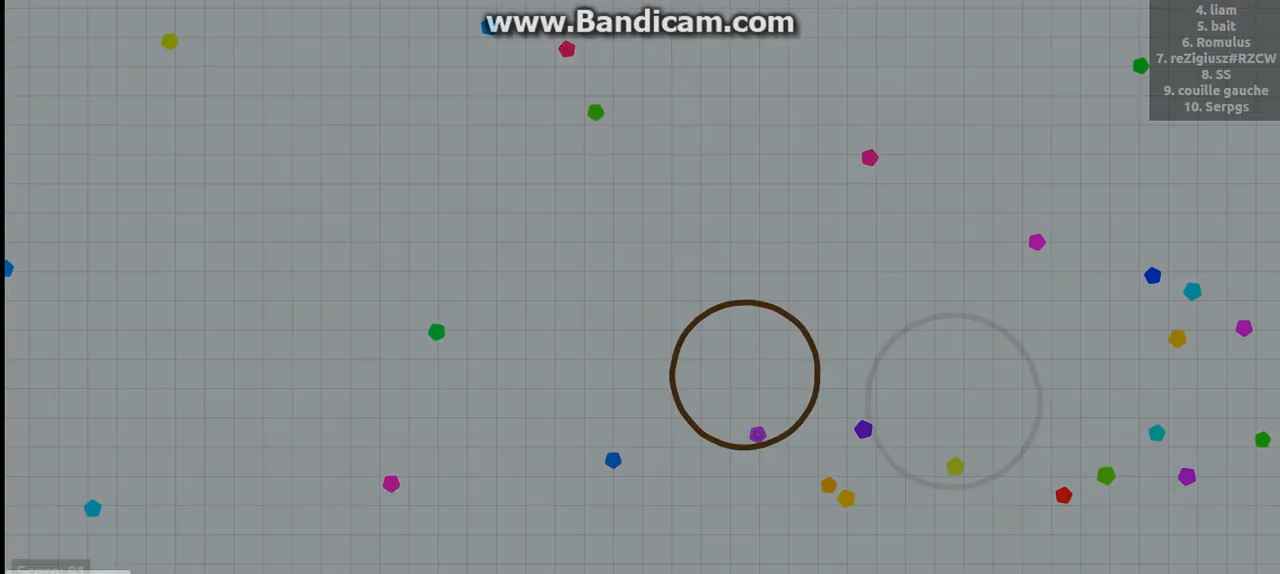 www.Bandicam.com
4. liam
5. bait
6. Romulus
7. reZigiusz#RZCW
8. SS
9. couille gauche
10. Serpgs